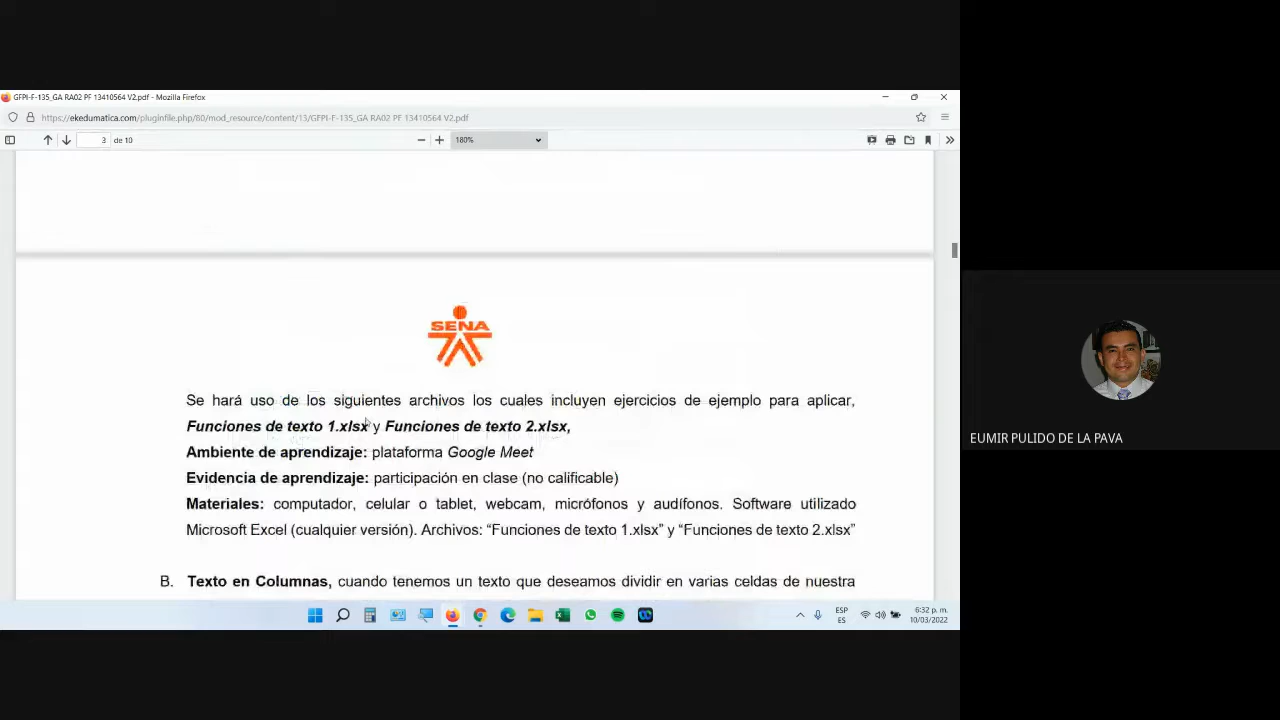 GFPI-F-135_GA RA02 PF 13410564 V2.pdf - Mozilla Firefox
https://ekedumatica.com/pluginfile.php/80/mod_resource/content/13/GFPI-F-135_GA RA02 PF 13410564 V2.pdf
3 de 10
180%
SENA
Se hará uso de los siguientes archivos los cuales incluyen ejercicios de ejemplo para aplicar,
Funciones de texto 1.xlsx y Funciones de texto 2.xlsx,
Ambiente de aprendizaje: plataforma Google Meet
Evidencia de aprendizaje: participación en clase (no calificable)
Materiales: computador, celular o tablet, webcam, micrófonos y audífonos. Software utilizado
Microsoft Excel (cualquier versión). Archivos: “Funciones de texto 1.xlsx” y “Funciones de texto 2.xlsx”
B. Texto en Columnas, cuando tenemos un texto que deseamos dividir en varias celdas de nuestra
EUMIR PULIDO DE LA PAVA
ESP
ES
6:32 p. m.
10/03/2022